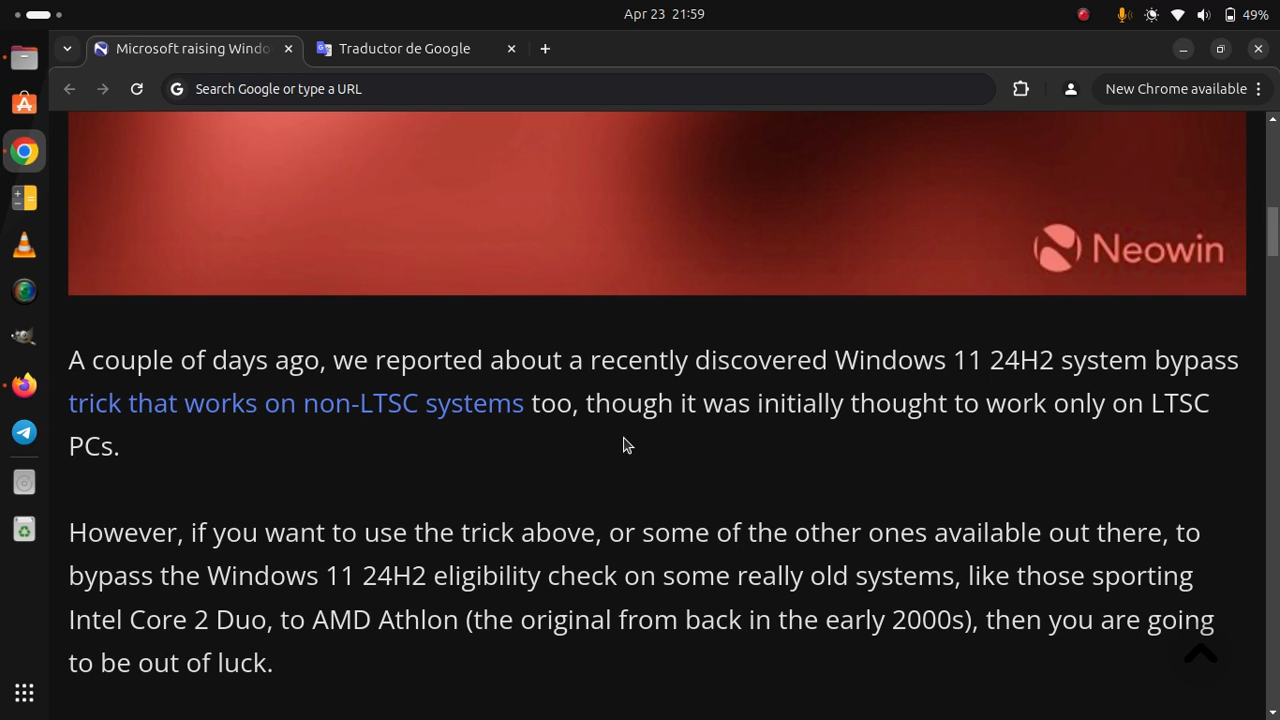 Apr 23 21:59
49%
Microsoft raising Windo
Traductor de Google
Search Google or type a URL
New Chrome available
Neowin
A couple of days ago, we reported about a recently discovered Windows 11 24H2 system bypass
trick that works on non-LTSC systems too, though it was initially thought to work only on LTSC
PCs.
However, if you want to use the trick above, or some of the other ones available out there, to
bypass the Windows 11 24H2 eligibility check on some really old systems, like those sporting
Intel Core 2 Duo, to AMD Athlon (the original from back in the early 2000s), then you are going
to be out of luck.